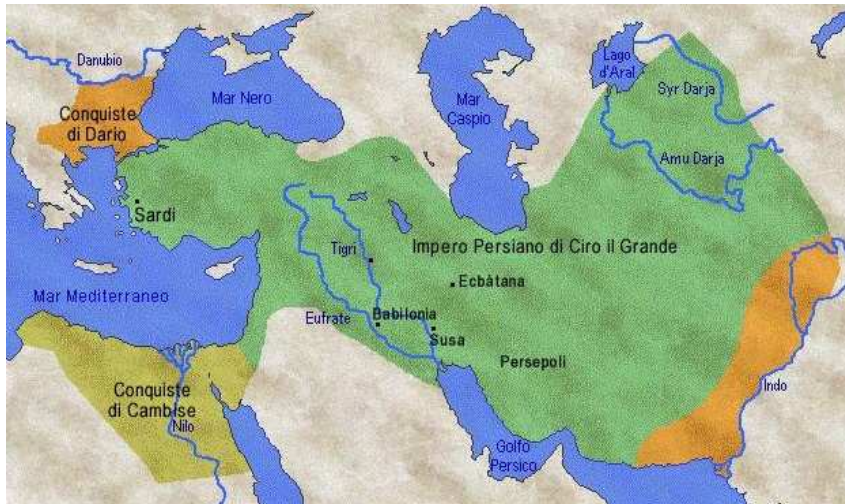 Danubio
Conquiste
di Dario
Mar Nero
Mar
Caspio
Lago
d'Aral
Syr Darja
Amu Darja
Sardi
Tigri
Impero Persiano di Ciro il Grande
Ecbàtana
Mar Mediterraneo
Eufrate
Babilonia
Susa
Persepoli
Conquiste
di Cambise
Nilo
Indo
Golfo
Persico